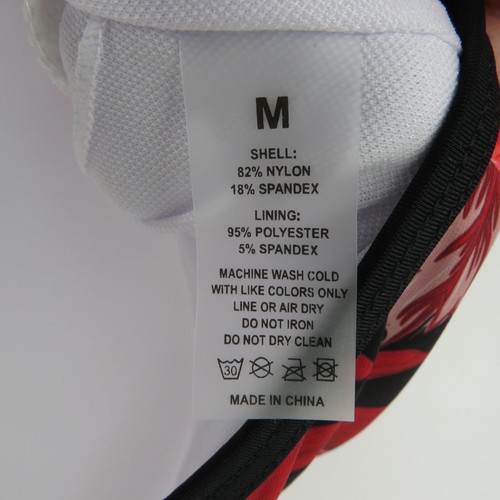 M
SHELL:
82% NYLON
18% SPANDEX
LINING:
95% POLYESTER
5% SPANDEX
MACHINE WASH COLD
WITH LIKE COLORS ONLY
LINE OR AIR DRY
DO NOT IRON
DO NOT DRY CLEAN
30
MADE IN CHINA